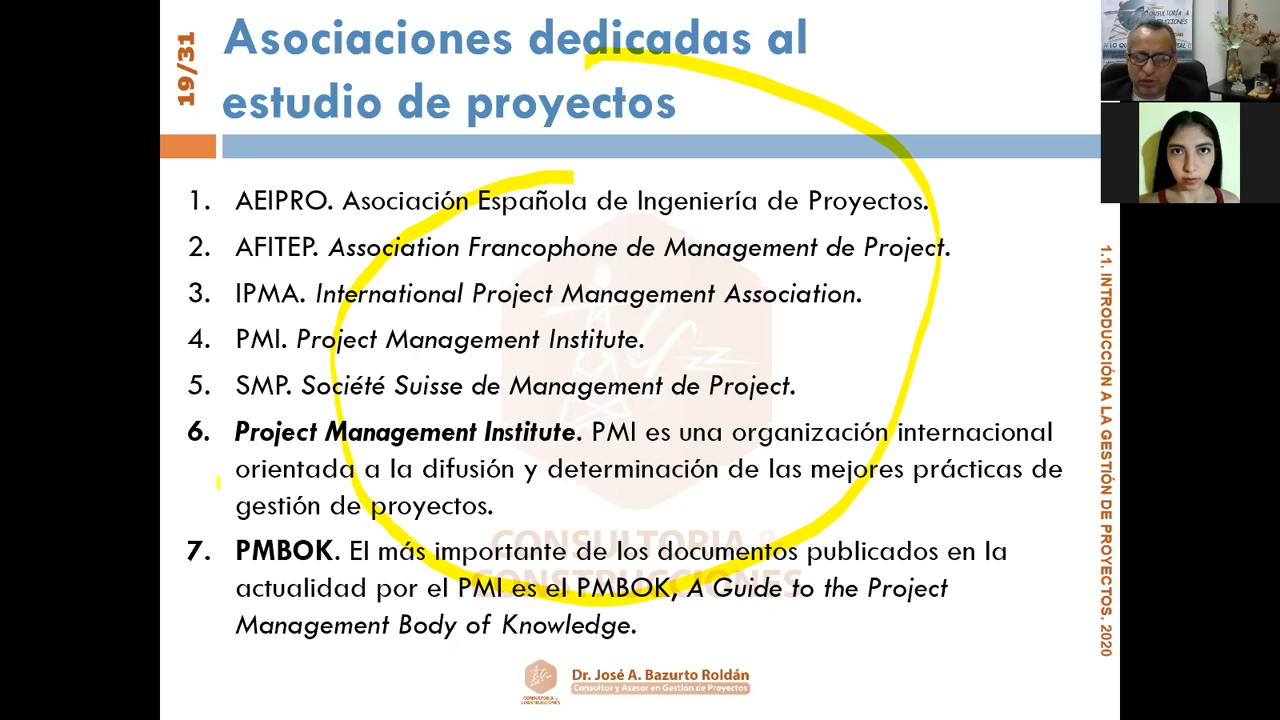 19/31
Asociaciones dedicadas al
estudio de proyectos
1. AEIPRO. Asociación Española de Ingeniería de Proyectos.
2. AFITEP. Association Francophone de Management de Project.
3. IPMA. International Project Management Association.
4. PMI. Project Management Institute.
5. SMP. Société Suisse de Management de Project.
6. Project Management Institute. PMI es una organización internacional
orientada a la difusión y determinación de las mejores prácticas de
gestión de proyectos.
7. PMBOK. El más importante de los documentos publicados en la
actualidad por el PMI es el PMBOK, A Guide to the Project
Management Body of Knowledge.
CONSULTORIA &
CONSTRUCCIONES
1.1. INTRODUCCIÓN A LA GESTIÓN DE PROYECTOS. 2020
CONSULTORIA &
CONSTRUCCIONES
Dr. José A. Bazurto Roldán
Consultor y Asesor en Gestión de Proyectos